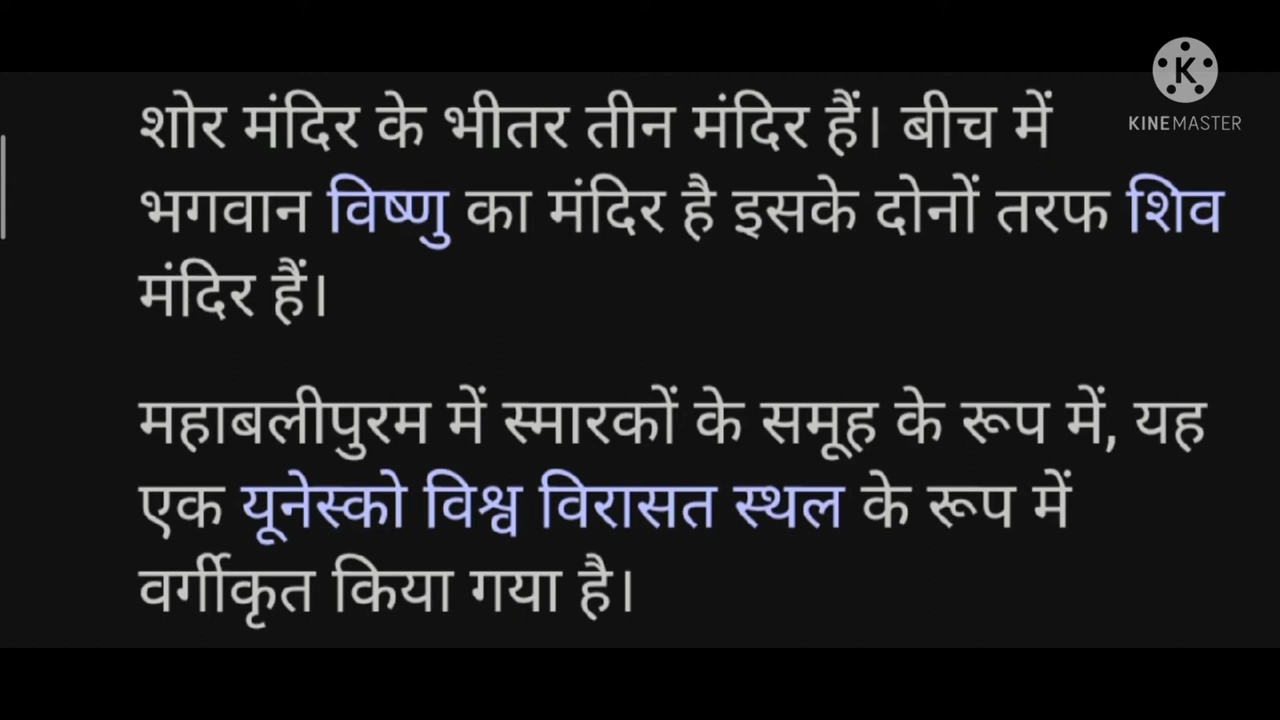 शोर मंदिर के भीतर तीन मंदिर हैं। बीच में
भगवान विष्णु का मंदिर है इसके दोनों तरफ शिव
मंदिर हैं।
महाबलीपुरम में स्मारकों के समूह के रूप में, यह
एक यूनेस्को विश्व विरासत स्थल के रूप में
वर्गीकृत किया गया है।
K
KINEMASTER